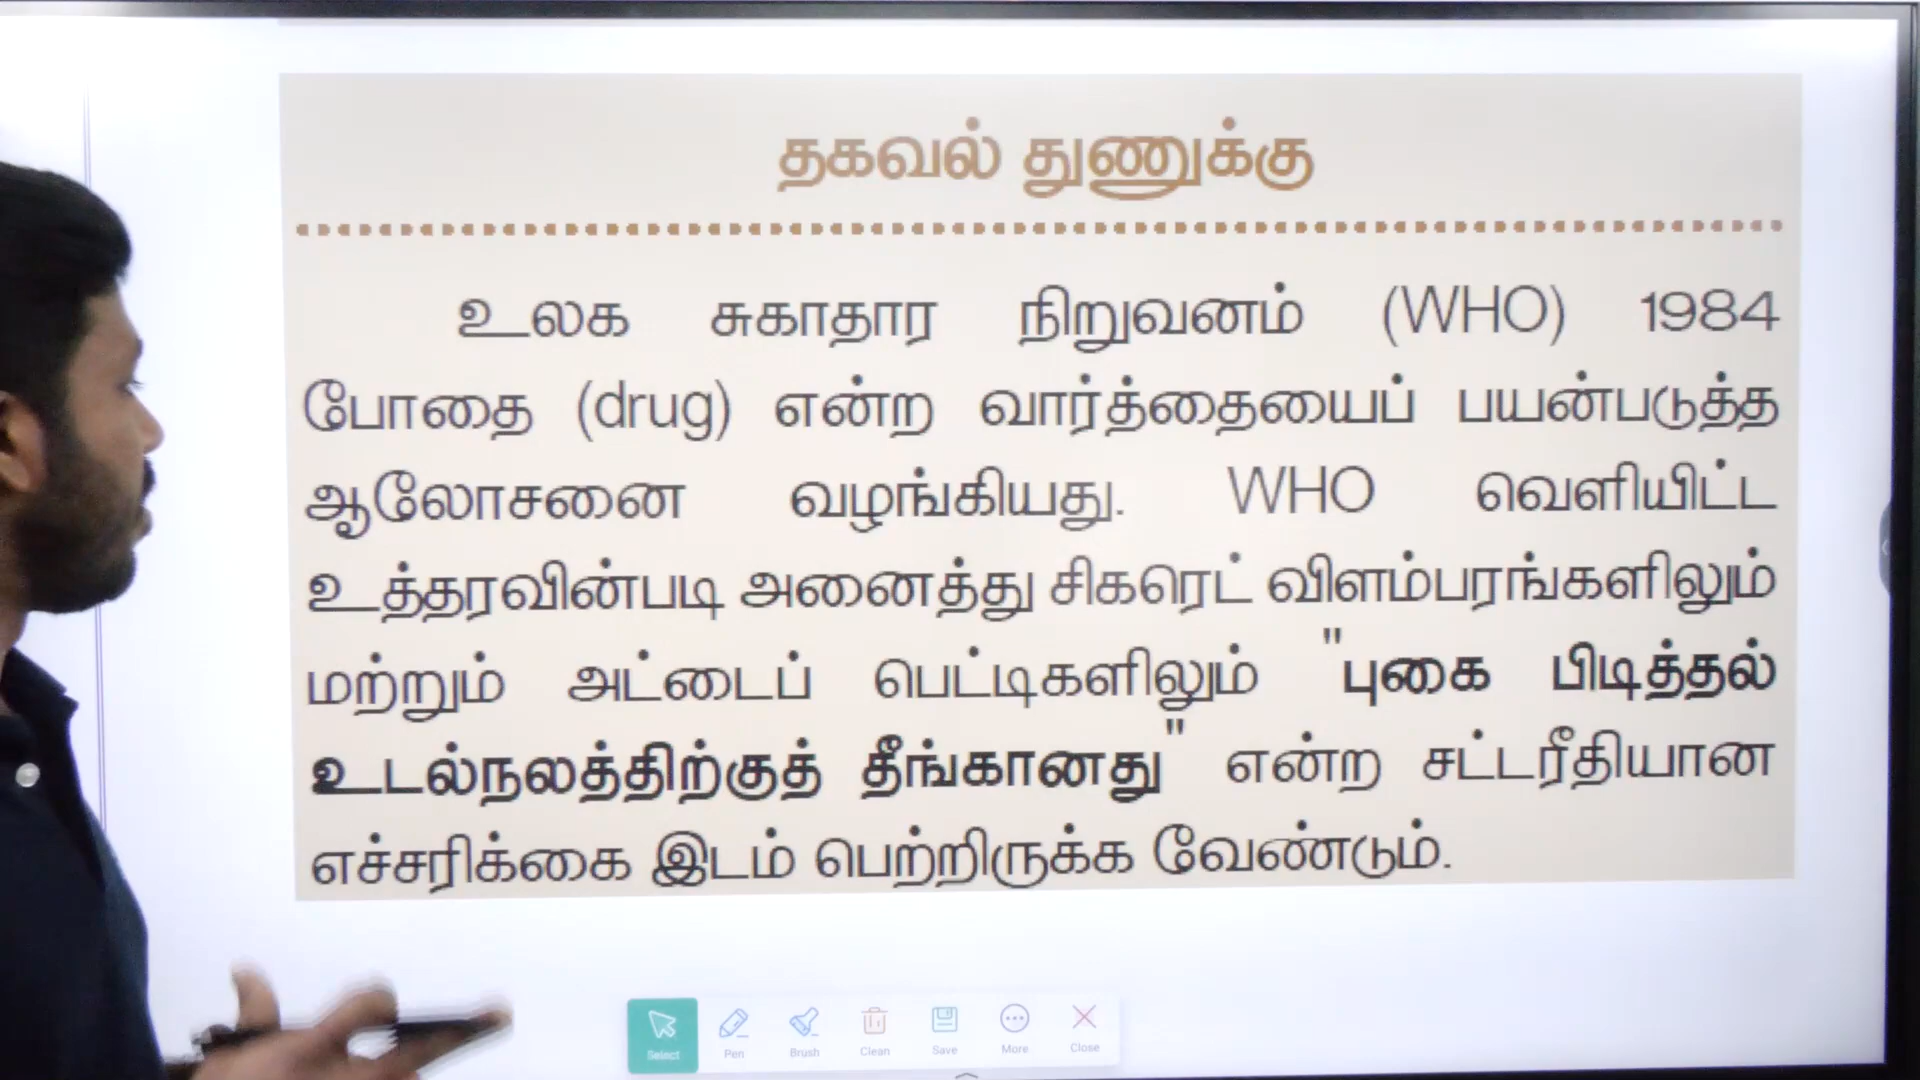 தகவல் துணுக்கு
உலக சுகாதார நிறுவனம் (WHO) 1984
போதை (drug) என்ற வார்த்தையைப் பயன்படுத்த
ஆலோசனை வழங்கியது. WHO வெளியிட்ட
உத்தரவின்படி அனைத்து சிகரெட் விளம்பரங்களிலும்
மற்றும் அட்டைப் பெட்டிகளிலும் "புகை பிடித்தல்
உடல்நலத்திற்குத் தீங்கானது" என்ற சட்டரீதியான
எச்சரிக்கை இடம் பெற்றிருக்க வேண்டும்.
Select Pen Brush Clean Save More Close